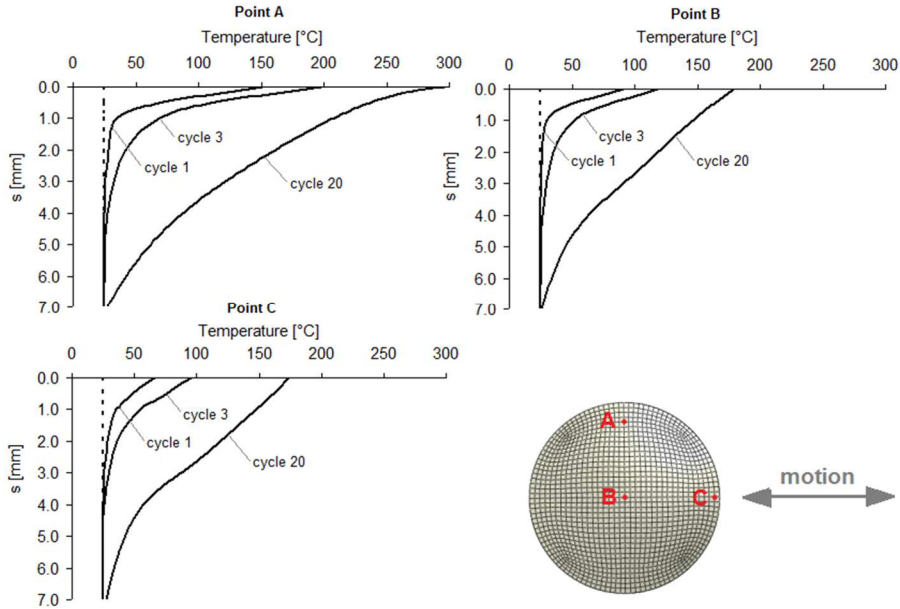 Point A
Temperature [°C]
0 50 100 150 200 250 300
0.0
1.0
2.0
3.0
4.0
5.0
6.0
7.0
s [mm]
cycle 3
cycle 1
cycle 20
Point B
Temperature [°C]
0 50 100 150 200 250 300
0.0
1.0
2.0
3.0
4.0
5.0
6.0
7.0
s [mm]
cycle 3
cycle 1
cycle 20
Point C
Temperature [°C]
0 50 100 150 200 250 300
0.0
1.0
2.0
3.0
4.0
5.0
6.0
7.0
s [mm]
cycle 3
cycle 1
cycle 20
A
B
C
motion